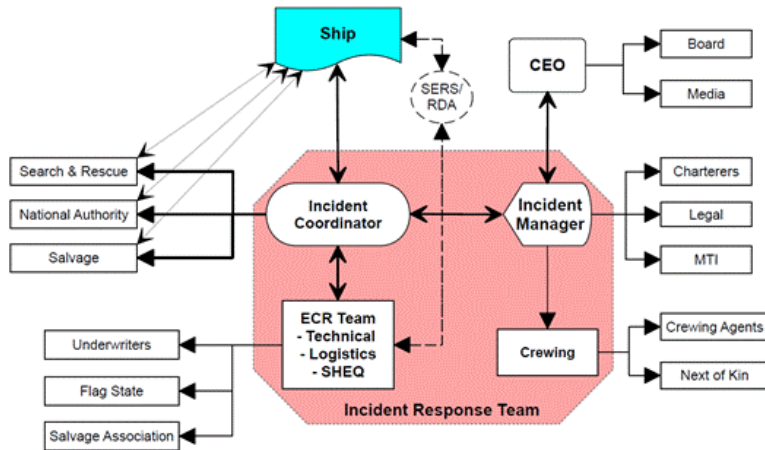 Ship
CEO
Board
Media
SERS/
RDA
Search & Rescue
National Authority
Salvage
Incident
Coordinator
Incident
Manager
Charterers
Legal
MTI
ECR Team
- Technical
- Logistics
- SHEQ
Crewing
Underwriters
Flag State
Salvage Association
Crewing Agents
Next of Kin
Incident Response Team